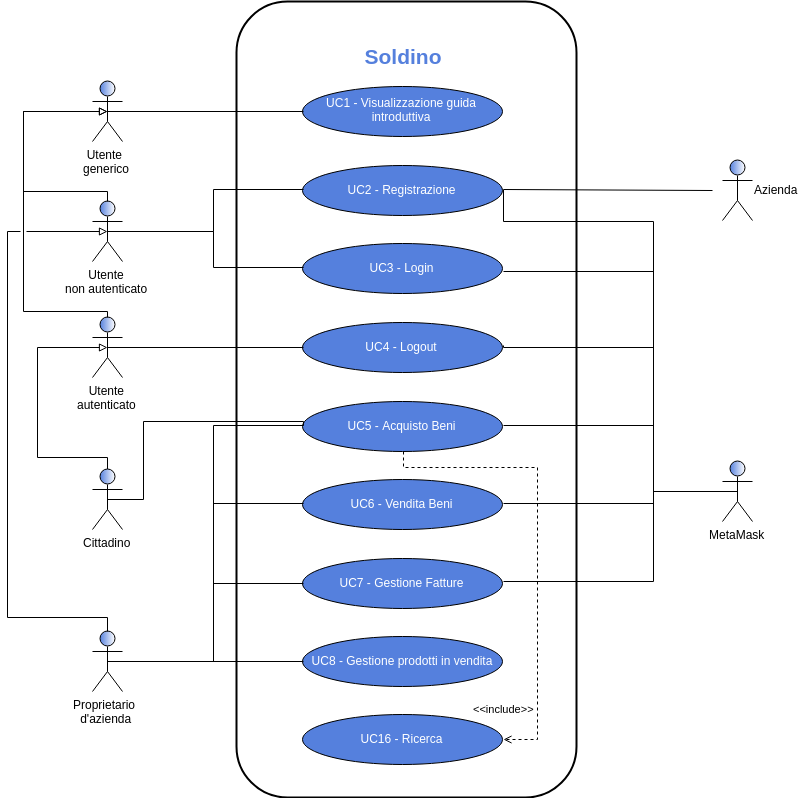 Soldino
UC1 - Visualizzazione guida
introduttiva
Utente
generico
UC2 - Registrazione
Azienda
Utente
non autenticato
UC3 - Login
UC4 - Logout
Utente
autenticato
UC5 - Acquisto Beni
UC6 - Vendita Beni
Cittadino
MetaMask
UC7 - Gestione Fatture
UC8 - Gestione prodotti in vendita
Proprietario
d'azienda
<<include>>
UC16 - Ricerca